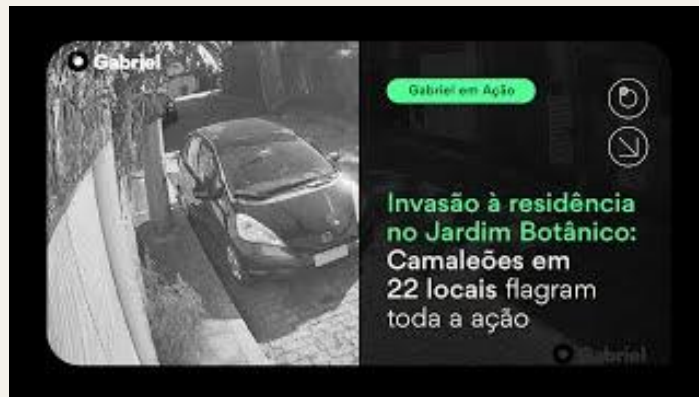 Gabriel
Gabriel em Ação
Invasão à residência
no Jardim Botânico:
Camaleões em
22 locais flagram
toda a ação
Gabriel